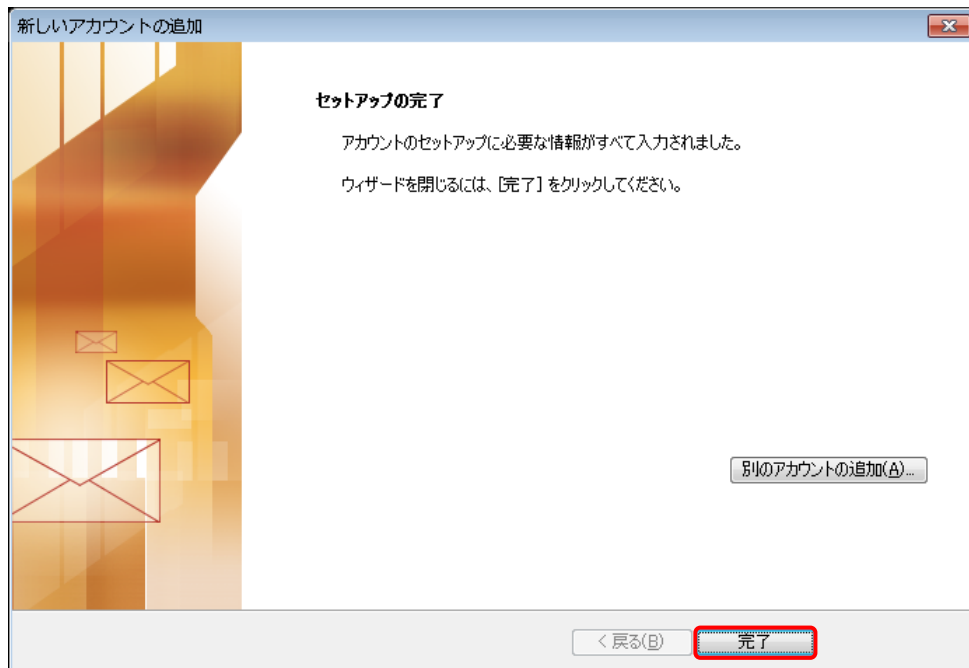 新しいアカウントの追加
セットアップの完了
アカウントのセットアップに必要な情報がすべて入力されました。
ウィザードを閉じるには、[完了] をクリックしてください。
別のアカウントの追加(A)...
< 戻る(B)
完了